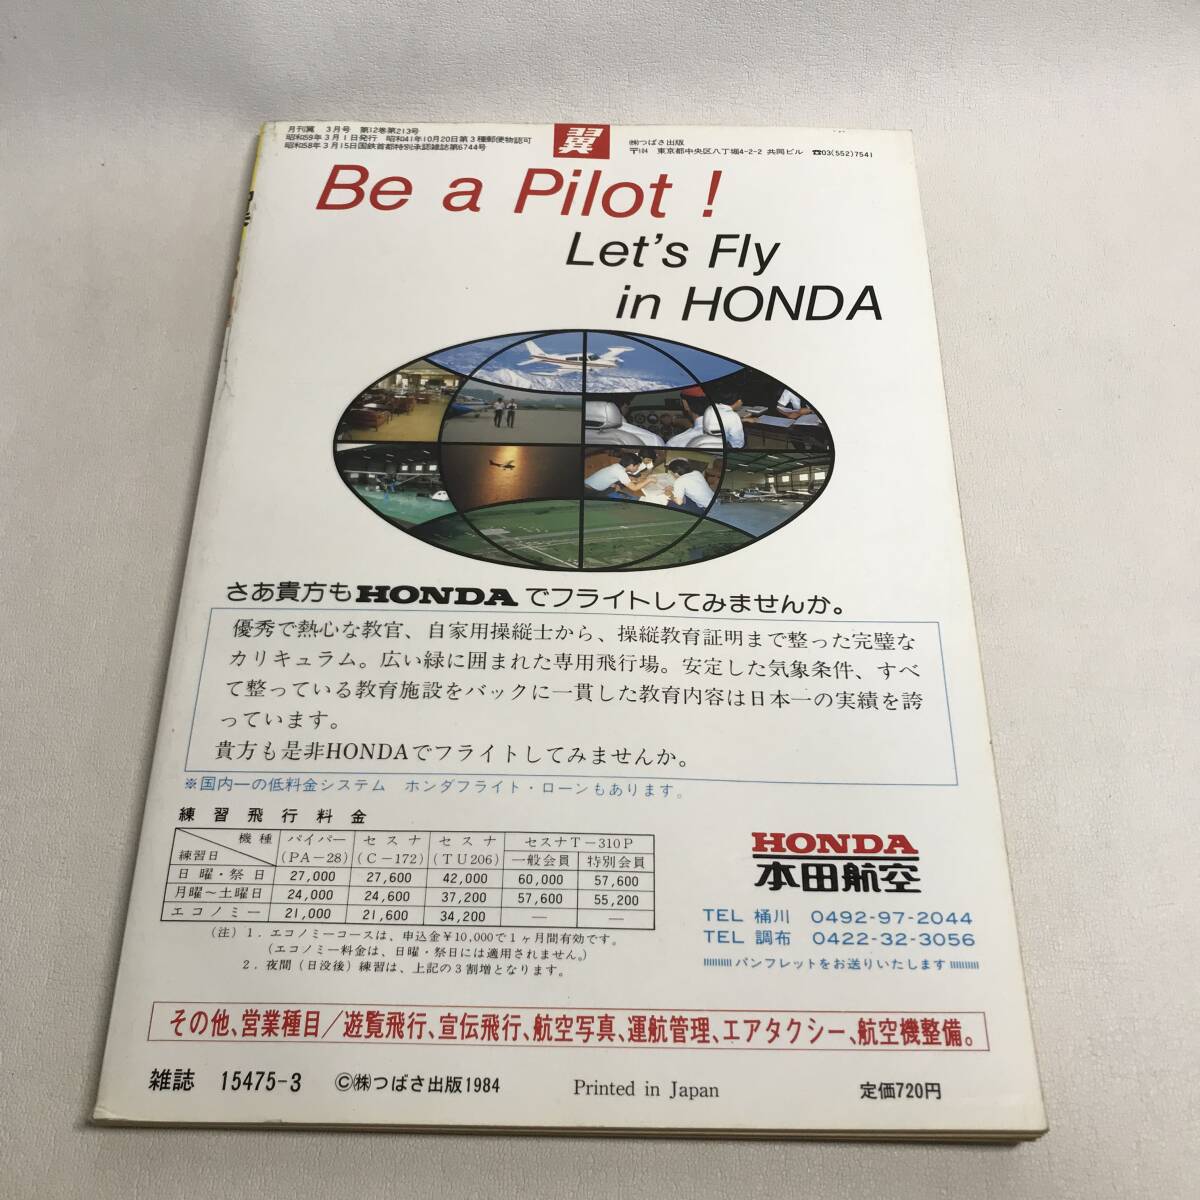 月刊翼 3月号 第12巻第213号
昭和59年3月1日発行 昭和41年10月20日第3種郵便物認可
昭和58年3月15日国鉄首都特別承認雑誌第6744号
翼
㈱つばさ出版
〒104 東京都中央区八丁堀4-2-2 共同ビル ☎03(552)7541
Be a Pilot !
Let's Fly
in HONDA
さあ貴方もHONDAでフライトしてみませんか。
優秀で熱心な教官、自家用操縦士から、操縦教育証明まで整った完璧な
カリキュラム。広い緑に囲まれた専用飛行場。安定した気象条件、すべ
て整っている教育施設をバックに一貫した教育内容は日本一の実績を誇
っています。
貴方も是非HONDAでフライトしてみませんか。
※国内一の低料金システム ホンダフライト・ローンもあります。
練習飛行料金
機種 パイパー セスナ セスナ セスナT-310P
練習日 (PA-28) (C-172) (TU206) 一般会員 特別会員
日曜・祭日 27,000 27,600 42,000 60,000 57,600
月曜〜土曜日 24,000 24,600 37,200 57,600 55,200
エコノミー 21,000 21,600 34,200 — —
(注) 1. エコノミーコースは、申込金¥10,000で1ヶ月間有効です。
(エコノミー料金は、日曜・祭日には適用されません。)
2. 夜間(日没後)練習は、上記の3割増となります。
HONDA
本田航空
TEL 桶川 0492-97-2044
TEL 調布 0422-32-3056
パンフレットをお送りいたします
その他、営業種目/遊覧飛行、宣伝飛行、航空写真、運航管理、エアタクシー、航空機整備。
雑誌 15475-3 ©㈱つばさ出版1984 Printed in Japan 定価720円